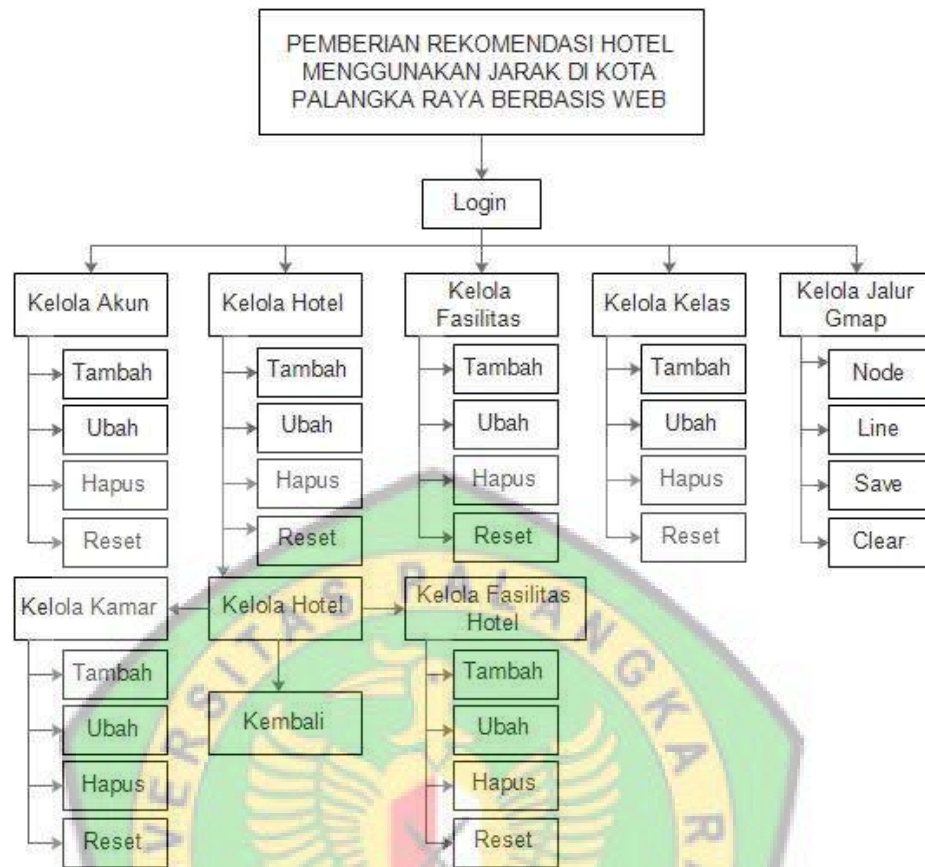 PEMBERIAN REKOMENDASI HOTEL
MENGGUNAKAN JARAK DI KOTA
PALANGKA RAYA BERBASIS WEB
Login
Kelola Akun
Tambah
Ubah
Hapus
Reset
Kelola Hotel
Tambah
Ubah
Hapus
Reset
Kelola
Fasilitas
Tambah
Ubah
Hapus
Reset
Kelola Kelas
Tambah
Ubah
Hapus
Reset
Kelola Jalur
Gmap
Node
Line
Save
Clear
Kelola Kamar
Tambah
Ubah
Hapus
Reset
Kelola Hotel
Kembali
Kelola Fasilitas
Hotel
Tambah
Ubah
Hapus
Reset
VERSITAS PALANGKA R